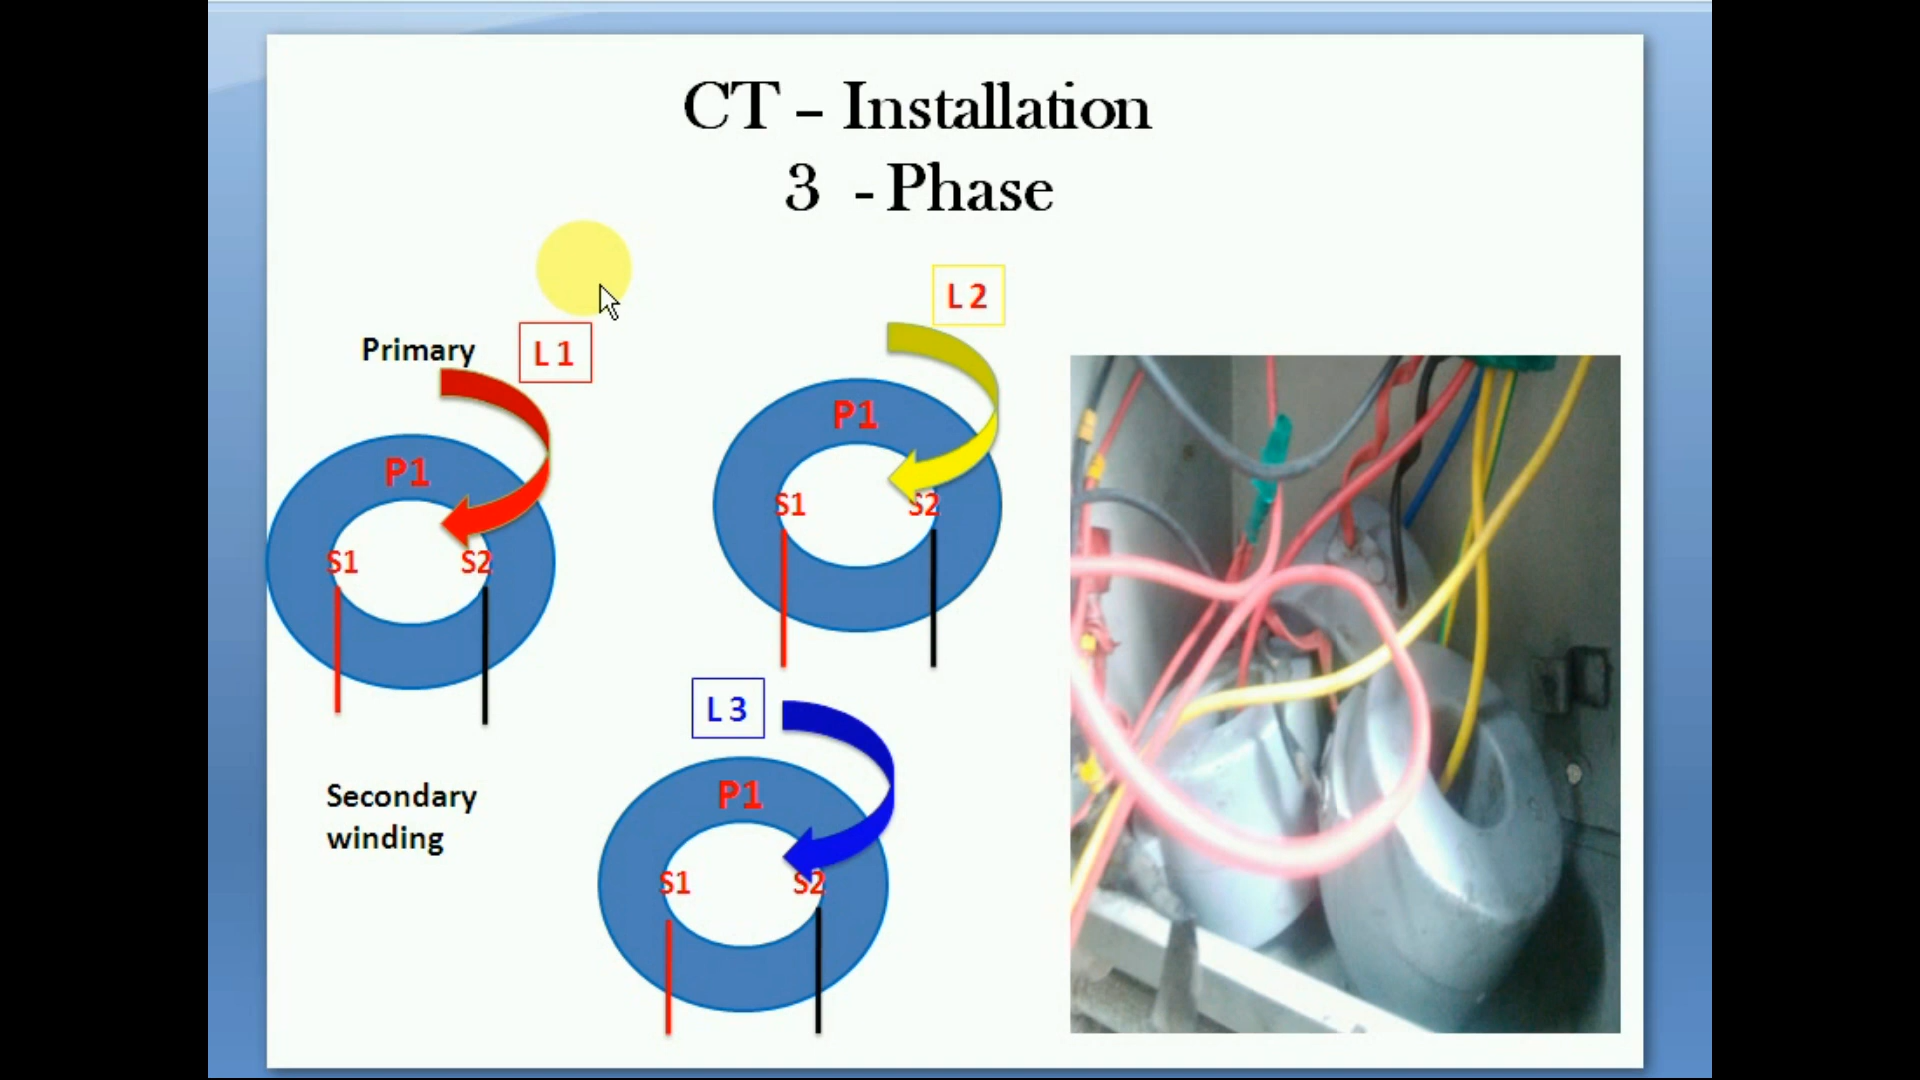 CT – Installation
3 - Phase
Primary
L 1
P1
S1 S2
L 2
P1
S1 S2
Secondary
winding
L 3
P1
S1 S2